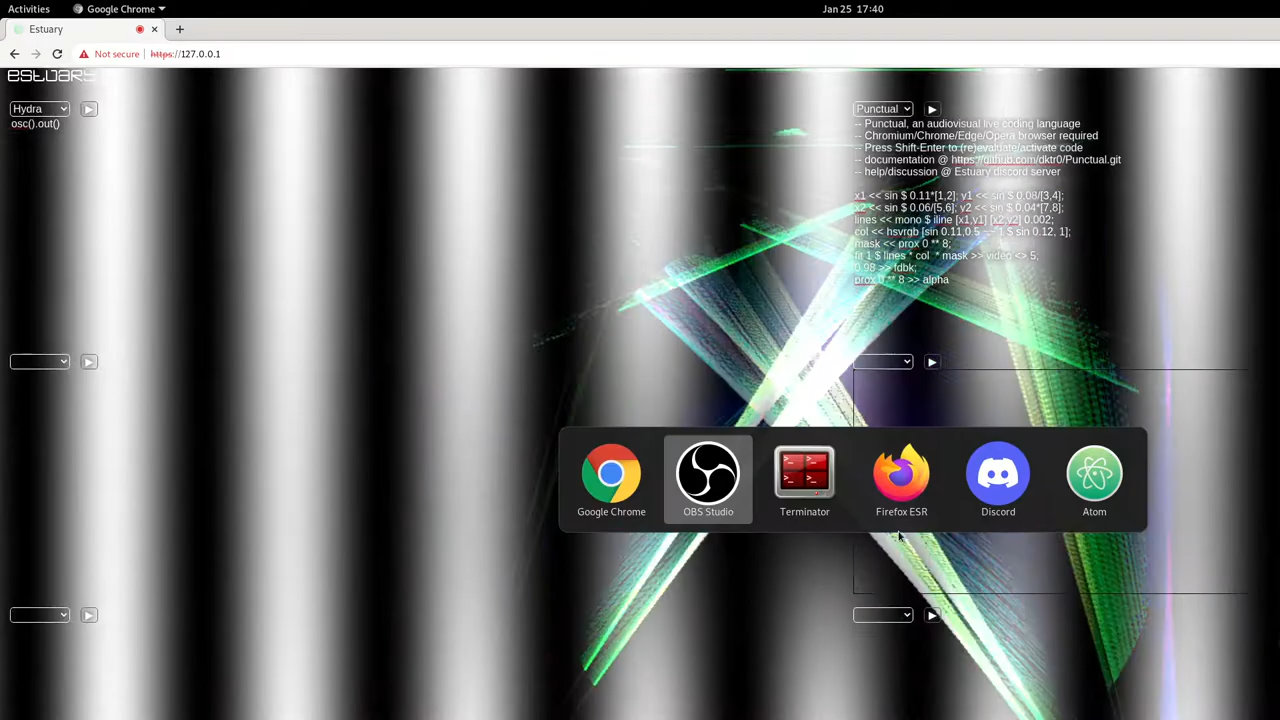 Activities
Google Chrome
Jan 25 17:40
Estuary
Not secure
https://127.0.0.1
estuary
Hydra
osc().out()
Punctual
-- Punctual, an audiovisual live coding language
-- Chromium/Chrome/Edge/Opera browser required
-- Press Shift-Enter to (re)evaluate/activate code
-- documentation @ https://github.com/dktr0/Punctual.git
-- help/discussion @ Estuary discord server
x1 << sin $ 0.11*[1,2]; y1 << sin $ 0.08/[3,4];
x2 << sin $ 0.06/[5,6]; y2 << sin $ 0.04*[7,8];
lines << mono $ iline [x1,y1] [x2,y2] 0.002;
col << hsvrgb [sin 0.11,0.5 ~~ 1 $ sin 0.12, 1];
mask << prox 0 ** 8;
fit 1 $ lines * col * mask >> video <> 5;
0.98 >> fdbk;
prox 0 ** 8 >> alpha
Google Chrome
OBS Studio
Terminator
Firefox ESR
Discord
Atom